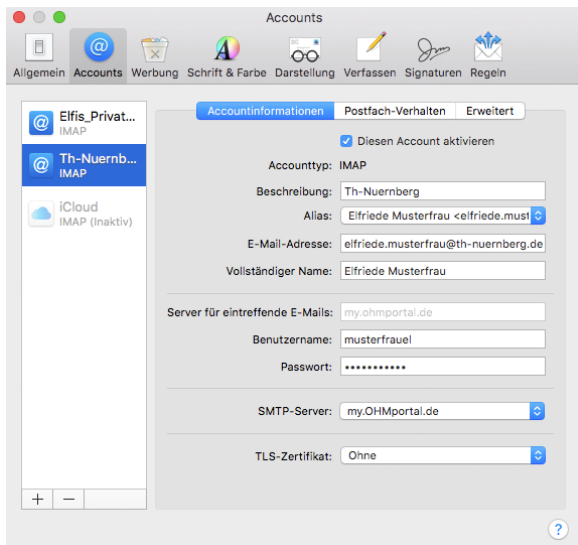 Accounts
Allgemein Accounts Werbung Schrift & Farbe Darstellung Verfassen Signaturen Regeln
Elfis_Privat...
IMAP
Th-Nuernb...
IMAP
iCloud
IMAP (Inaktiv)
Accountinformationen Postfach-Verhalten Erweitert
Diesen Account aktivieren
Accounttyp: IMAP
Beschreibung: Th-Nuernberg
Alias: Elfriede Musterfrau <elfriede.must
E-Mail-Adresse: elfriede.musterfrau@th-nuernberg.de
Vollständiger Name: Elfriede Musterfrau
Server für eintreffende E-Mails: my.ohmportal.de
Benutzername: musterfrauel
Passwort: •••••••••••
SMTP-Server: my.OHMportal.de
TLS-Zertifikat: Ohne
+ −
?